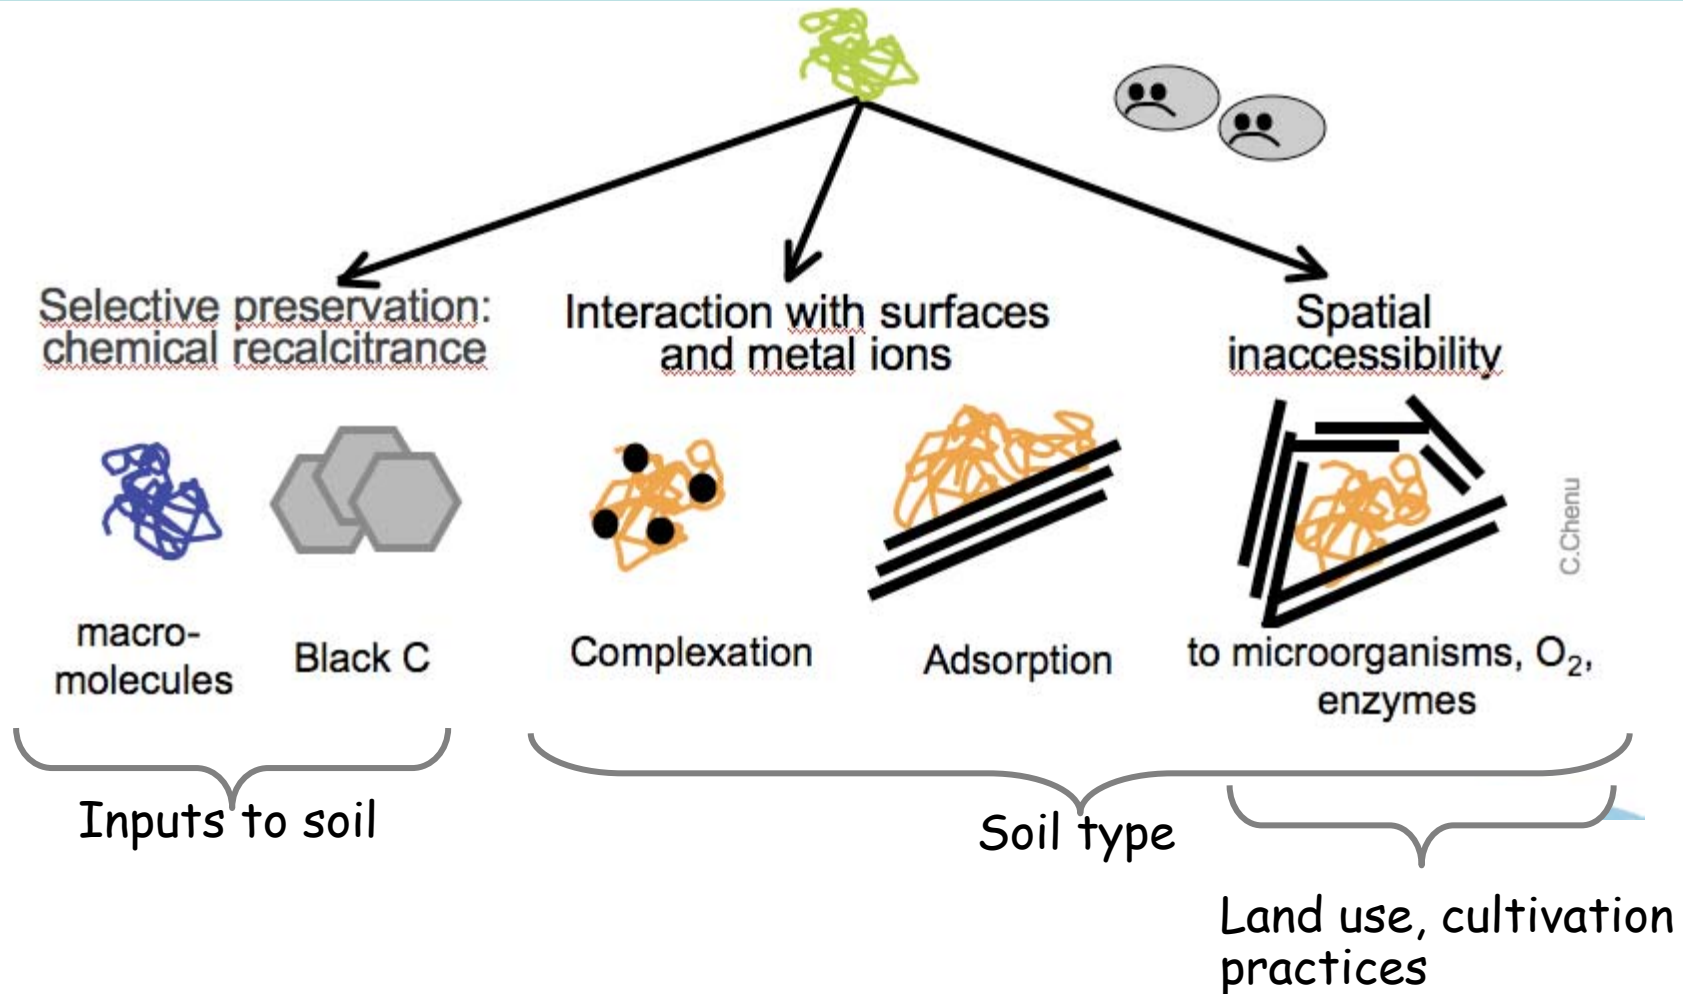 Selective preservation:
chemical recalcitrance
Interaction with surfaces
and metal ions
Spatial
inaccessibility
C.Chenu
macro-
molecules
Black C
Complexation
Adsorption
to microorganisms, O₂,
enzymes
Inputs to soil
Soil type
Land use, cultivation
practices